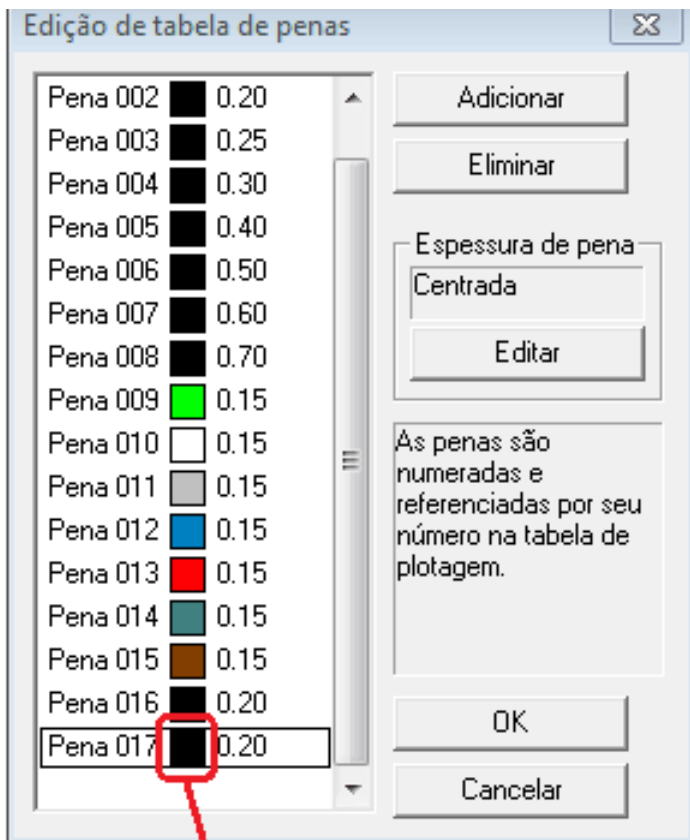 Edição de tabela de penas
Pena 002 0.20
Pena 003 0.25
Pena 004 0.30
Pena 005 0.40
Pena 006 0.50
Pena 007 0.60
Pena 008 0.70
Pena 009 0.15
Pena 010 0.15
Pena 011 0.15
Pena 012 0.15
Pena 013 0.15
Pena 014 0.15
Pena 015 0.15
Pena 016 0.20
Pena 017 0.20
Adicionar
Eliminar
Espessura de pena
Centrada
Editar
As penas são
numeradas e
referenciadas por seu
número na tabela de
plotagem.
OK
Cancelar